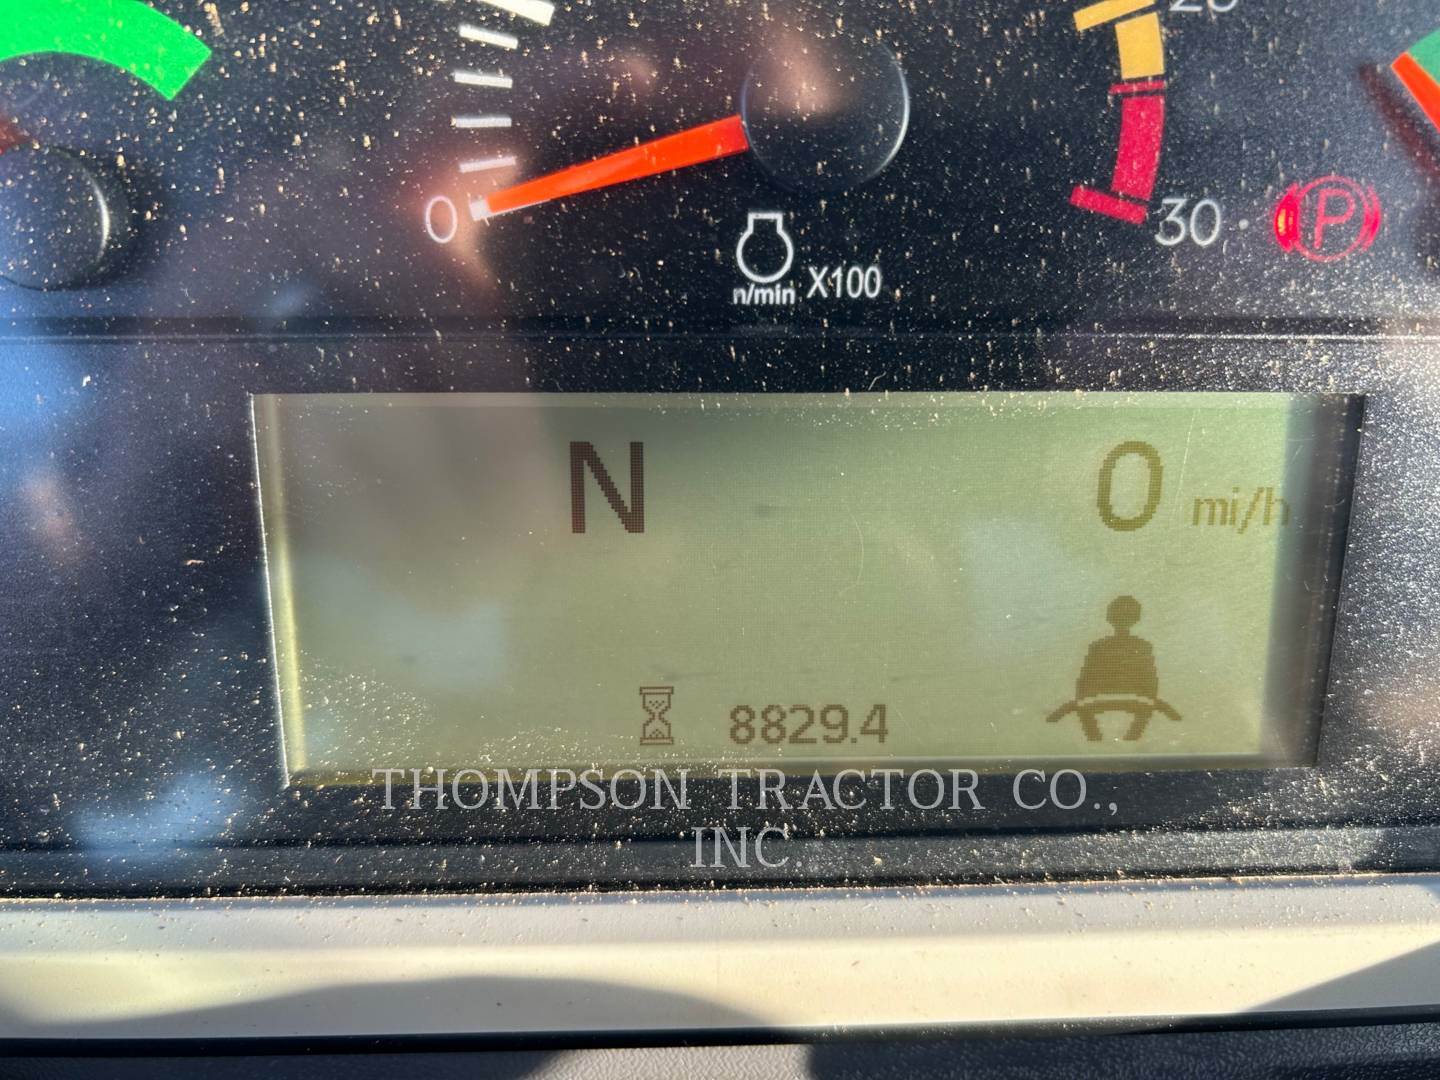 0
n/min X100
30
P
N 0 mi/h
8829.4
THOMPSON TRACTOR CO.,
INC.